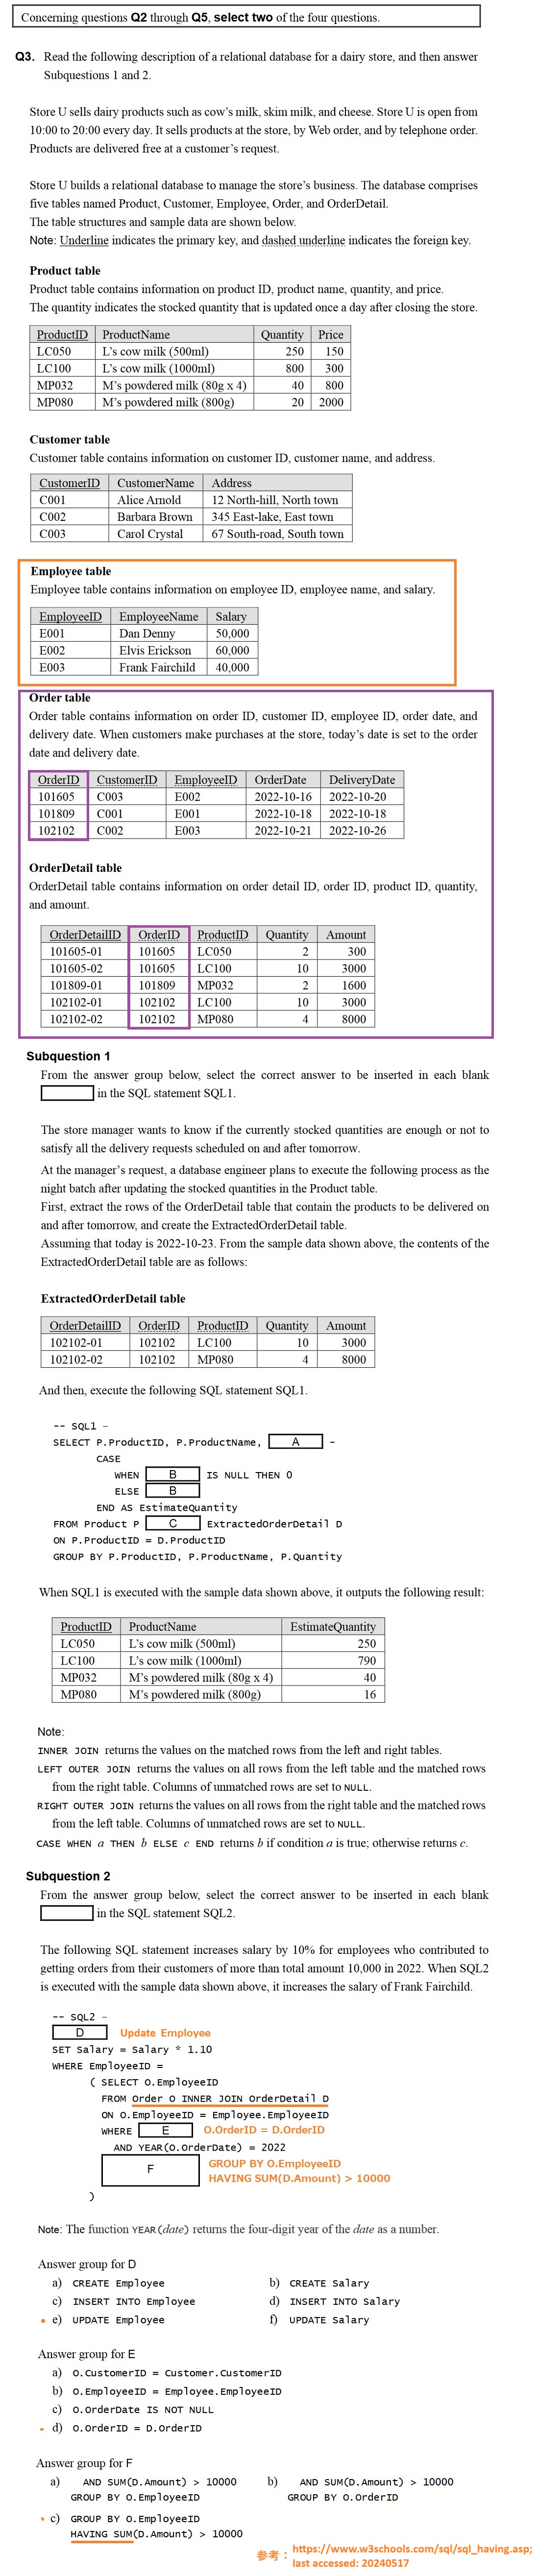 Concerning questions Q2 through Q5, select two of the four questions.
Q3. Read the following description of a relational database for a dairy store, and then answer
Subquestions 1 and 2.
Store U sells dairy products such as cow's milk, skim milk, and cheese. Store U is open from
10:00 to 20:00 every day. It sells products at the store, by Web order, and by telephone order.
Products are delivered free at a customer's request.
Store U builds a relational database to manage the store's business. The database comprises
five tables named Product, Customer, Employee, Order, and OrderDetail.
The table structures and sample data are shown below.
Note: Underline indicates the primary key, and dashed underline indicates the foreign key.
Product table
Product table contains information on product ID, product name, quantity, and price.
The quantity indicates the stocked quantity that is updated once a day after closing the store.
ProductID ProductName Quantity Price
LC050 L's cow milk (500ml) 250 150
LC100 L's cow milk (1000ml) 800 300
MP032 M's powdered milk (80g x 4) 40 800
MP080 M's powdered milk (800g) 20 2000
Customer table
Customer table contains information on customer ID, customer name, and address.
CustomerID CustomerName Address
C001 Alice Arnold 12 North-hill, North town
C002 Barbara Brown 345 East-lake, East town
C003 Carol Crystal 67 South-road, South town
Employee table
Employee table contains information on employee ID, employee name, and salary.
EmployeeID EmployeeName Salary
E001 Dan Denny 50,000
E002 Elvis Erickson 60,000
E003 Frank Fairchild 40,000
Order table
Order table contains information on order ID, customer ID, employee ID, order date, and
delivery date. When customers make purchases at the store, today's date is set to the order
date and delivery date.
OrderID CustomerID EmployeeID OrderDate DeliveryDate
101605 C003 E002 2022-10-16 2022-10-20
101809 C001 E001 2022-10-18 2022-10-18
102102 C002 E003 2022-10-21 2022-10-26
OrderDetail table
OrderDetail table contains information on order detail ID, order ID, product ID, quantity,
and amount.
OrderDetailID OrderID ProductID Quantity Amount
101605-01 101605 LC050 2 300
101605-02 101605 LC100 10 3000
101809-01 101809 MP032 2 1600
102102-01 102102 LC100 10 3000
102102-02 102102 MP080 4 8000
Subquestion 1
From the answer group below, select the correct answer to be inserted in each blank
in the SQL statement SQL1.
The store manager wants to know if the currently stocked quantities are enough or not to
satisfy all the delivery requests scheduled on and after tomorrow.
At the manager's request, a database engineer plans to execute the following process as the
night batch after updating the stocked quantities in the Product table.
First, extract the rows of the OrderDetail table that contain the products to be delivered on
and after tomorrow, and create the ExtractedOrderDetail table.
Assuming that today is 2022-10-23. From the sample data shown above, the contents of the
ExtractedOrderDetail table are as follows:
ExtractedOrderDetail table
OrderDetailID OrderID ProductID Quantity Amount
102102-01 102102 LC100 10 3000
102102-02 102102 MP080 4 8000
And then, execute the following SQL statement SQL1.
-- SQL1 –
SELECT P.ProductID, P.ProductName, A -
CASE
WHEN B IS NULL THEN 0
ELSE B
END AS EstimateQuantity
FROM Product P C ExtractedOrderDetail D
ON P.ProductID = D.ProductID
GROUP BY P.ProductID, P.ProductName, P.Quantity
When SQL1 is executed with the sample data shown above, it outputs the following result:
ProductID ProductName EstimateQuantity
LC050 L's cow milk (500ml) 250
LC100 L's cow milk (1000ml) 790
MP032 M's powdered milk (80g x 4) 40
MP080 M's powdered milk (800g) 16
Note:
INNER JOIN returns the values on the matched rows from the left and right tables.
LEFT OUTER JOIN returns the values on all rows from the left table and the matched rows
from the right table. Columns of unmatched rows are set to NULL.
RIGHT OUTER JOIN returns the values on all rows from the right table and the matched rows
from the left table. Columns of unmatched rows are set to NULL.
CASE WHEN a THEN b ELSE c END returns b if condition a is true; otherwise returns c.
Subquestion 2
From the answer group below, select the correct answer to be inserted in each blank
in the SQL statement SQL2.
The following SQL statement increases salary by 10% for employees who contributed to
getting orders from their customers of more than total amount 10,000 in 2022. When SQL2
is executed with the sample data shown above, it increases the salary of Frank Fairchild.
-- SQL2 –
D Update Employee
SET Salary = Salary * 1.10
WHERE EmployeeID =
( SELECT O.EmployeeID
FROM Order O INNER JOIN OrderDetail D
ON O.EmployeeID = Employee.EmployeeID
WHERE E O.OrderID = D.OrderID
AND YEAR(O.OrderDate) = 2022
F GROUP BY O.EmployeeID
HAVING SUM(D.Amount) > 10000
)
Note: The function YEAR(date) returns the four-digit year of the date as a number.
Answer group for D
a) CREATE Employee b) CREATE Salary
c) INSERT INTO Employee d) INSERT INTO Salary
e) UPDATE Employee f) UPDATE Salary
Answer group for E
a) O.CustomerID = Customer.CustomerID
b) O.EmployeeID = Employee.EmployeeID
c) O.OrderDate IS NOT NULL
d) O.OrderID = D.OrderID
Answer group for F
a) AND SUM(D.Amount) > 10000 b) AND SUM(D.Amount) > 10000
GROUP BY O.EmployeeID GROUP BY O.OrderID
c) GROUP BY O.EmployeeID
HAVING SUM(D.Amount) > 10000
参考： https://www.w3schools.com/sql/sql_having.asp;
last accessed: 20240517